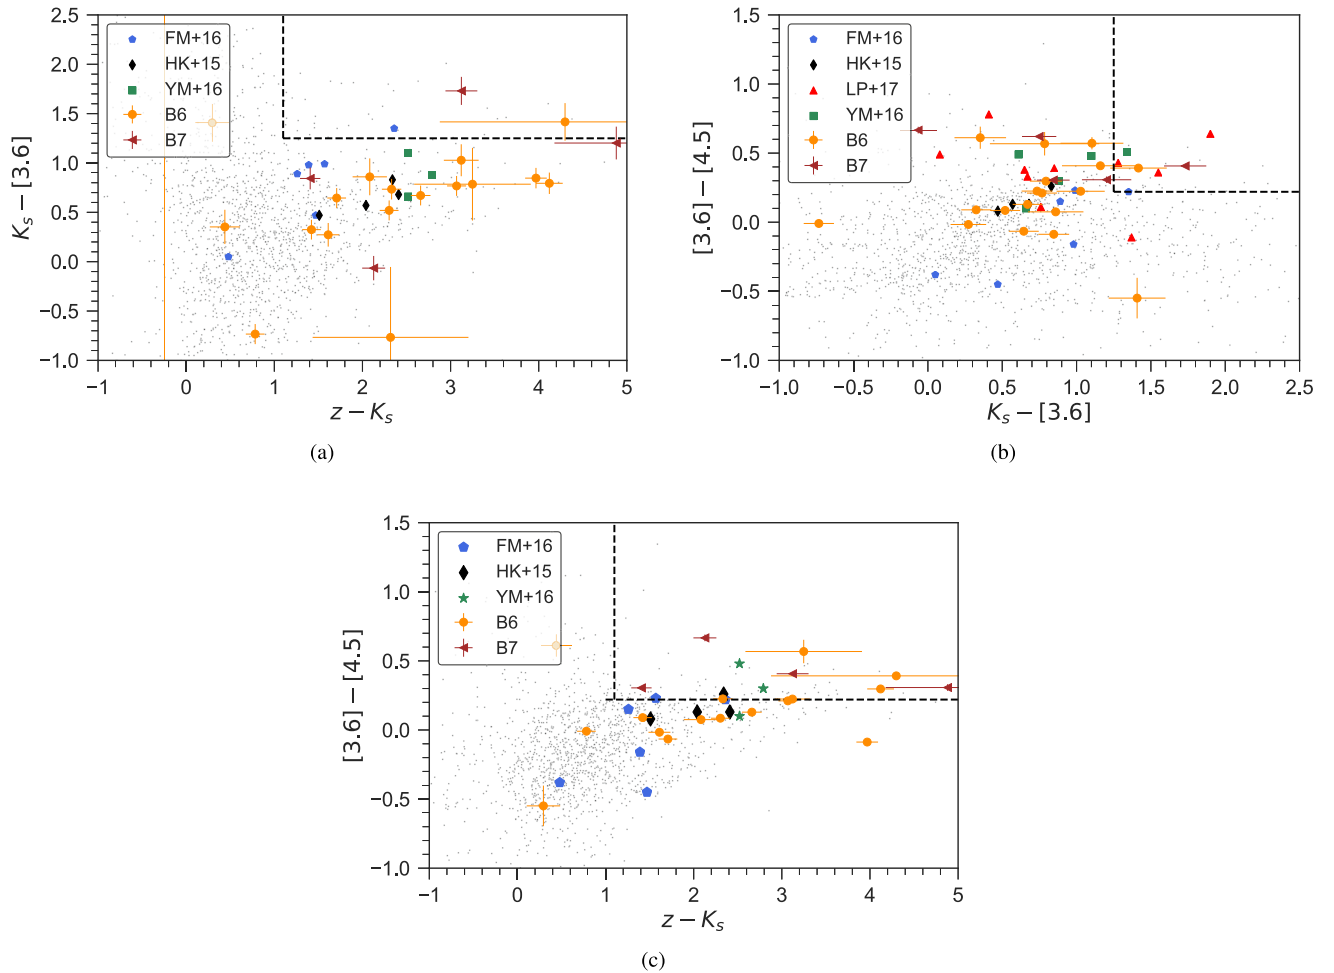 2.5
2.0
1.5
1.0
0.5
0.0
−0.5
−1.0
Kₛ − [3.6]
FM+16
HK+15
YM+16
B6
B7
−1 0 1 2 3 4 5
z − Kₛ
(a)
1.5
1.0
0.5
0.0
−0.5
−1.0
[3.6] − [4.5]
FM+16
HK+15
LP+17
YM+16
B6
B7
−1.0 −0.5 0.0 0.5 1.0 1.5 2.0 2.5
Kₛ − [3.6]
(b)
1.5
1.0
0.5
0.0
−0.5
−1.0
[3.6] − [4.5]
FM+16
HK+15
YM+16
B6
B7
−1 0 1 2 3 4 5
z − Kₛ
(c)